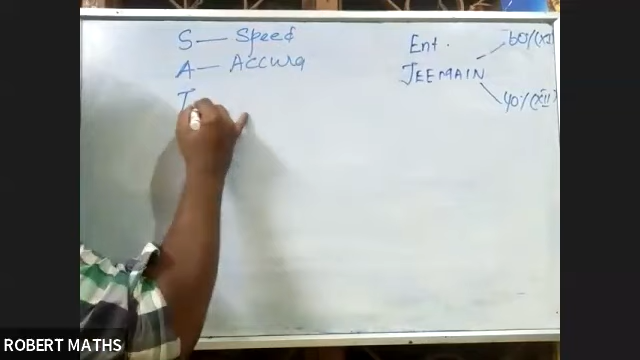 S — Speed
A — Accura
T
Ent.
JEEMAIN
60% (XI
40% (XII)
ROBERT MATHS